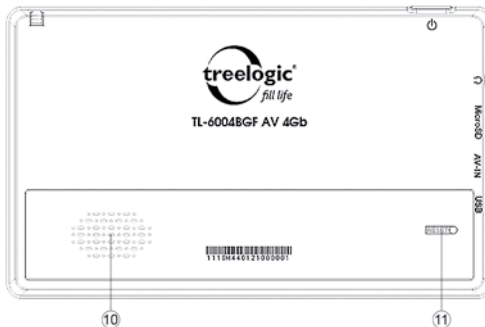 treelogic®
fill life
TL-6004BGF AV 4Gb
MicroSD
AV-IN
USB
1110H440121000001
10
11